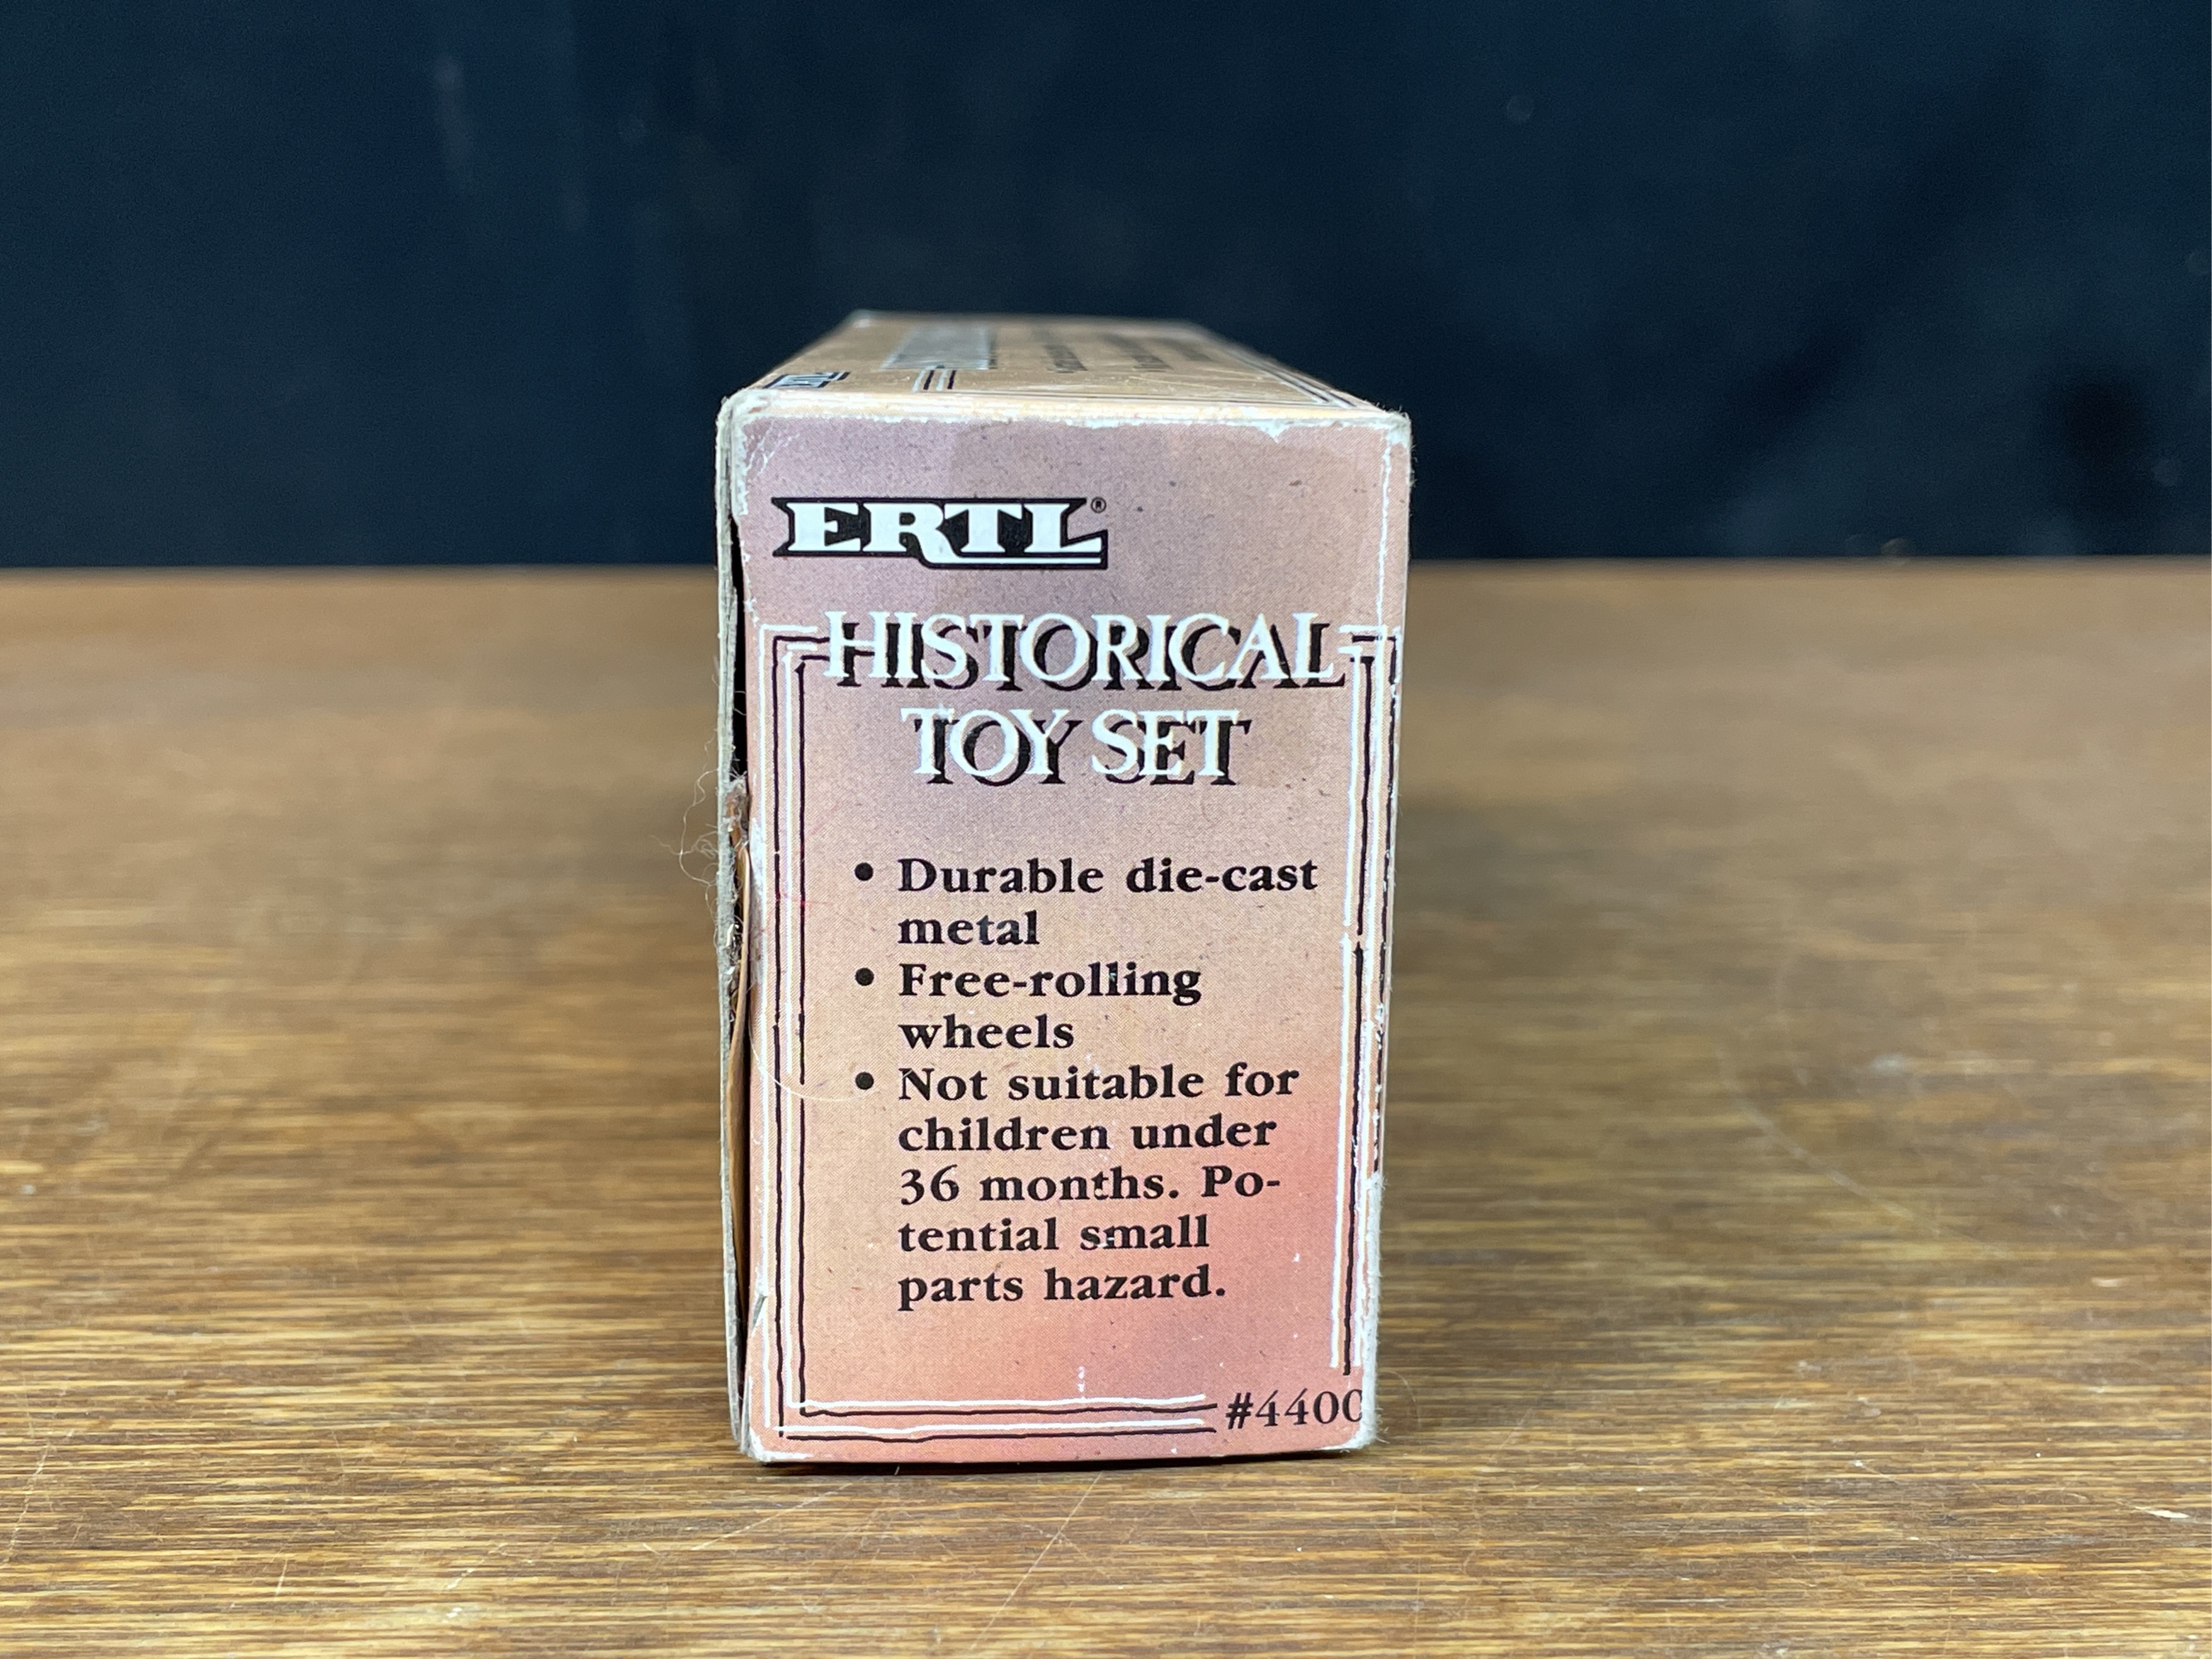 ERTL®
HISTORICAL
TOY SET
• Durable die-cast
metal
• Free-rolling
wheels
• Not suitable for
children under
36 months. Po-
tential small
parts hazard.
#4400